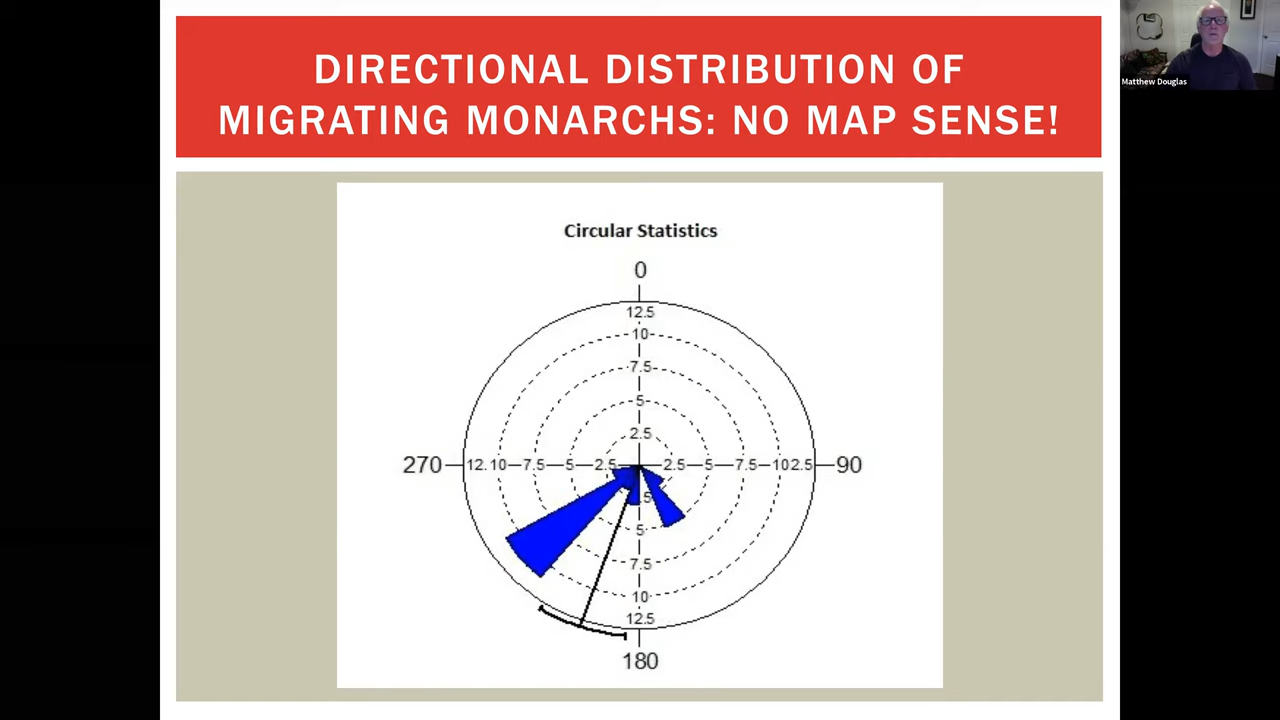 DIRECTIONAL DISTRIBUTION OF
MIGRATING MONARCHS: NO MAP SENSE!
Matthew Douglas
Circular Statistics
0
12.5
10
7.5
5
2.5
270 12.10 7.5 5 2.5 2.5 5 7.5 102.5 90
.5
5
7.5
10
12.5
180